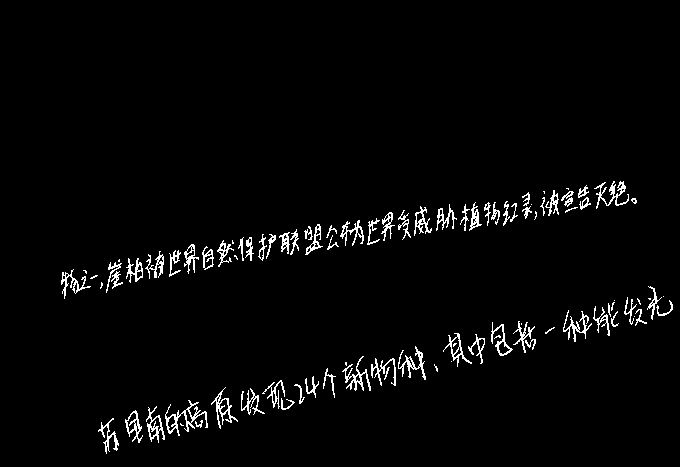 物之一,崖柏被世界自然保护联盟公布为世界受威胁植物红录,被宣告灭绝。
苏里南的高原发现24个新物种、其中包括一种能发光